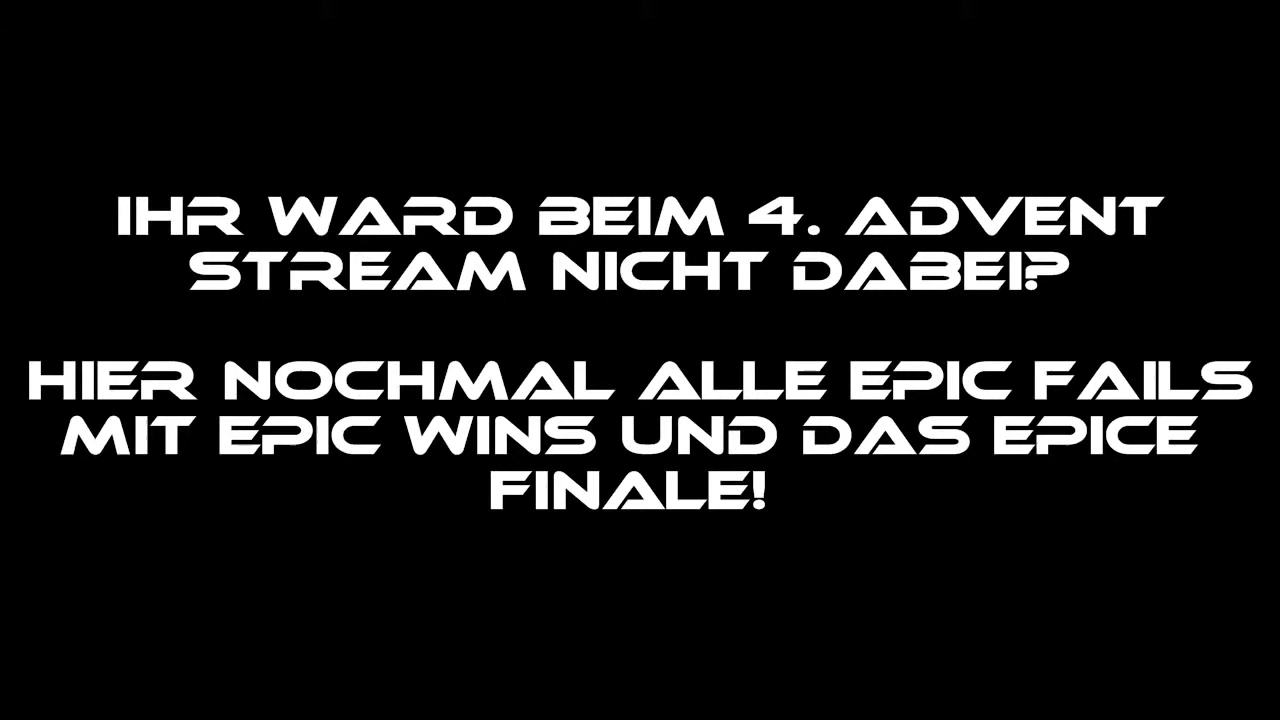 IHR WARD BEIM 4. ADVENT
STREAM NICHT DABEI?
HIER NOCHMAL ALLE EPIC FAILS
MIT EPIC WINS UND DAS EPICE
FINALE!